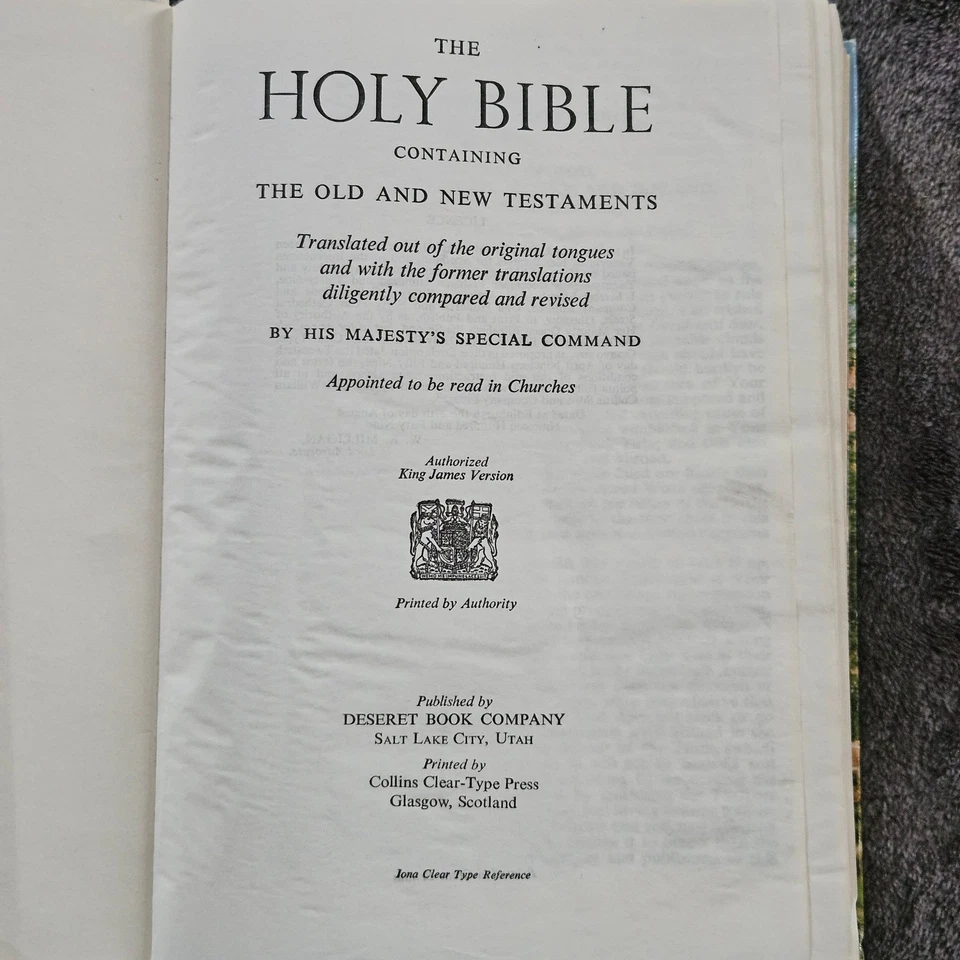 THE
HOLY BIBLE
CONTAINING
THE OLD AND NEW TESTAMENTS
Translated out of the original tongues
and with the former translations
diligently compared and revised
BY HIS MAJESTY'S SPECIAL COMMAND
Appointed to be read in Churches
Authorized
King James Version
Printed by Authority
Published by
DESERET BOOK COMPANY
SALT LAKE CITY, UTAH
Printed by
Collins Clear-Type Press
Glasgow, Scotland
Iona Clear Type Reference